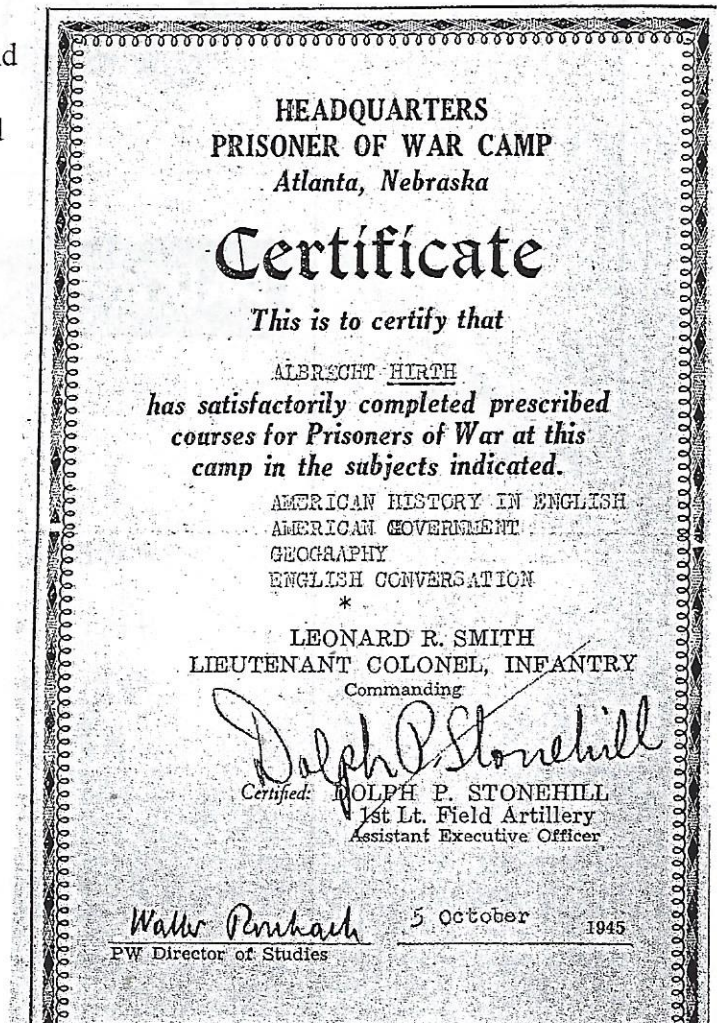 HEADQUARTERS
PRISONER OF WAR CAMP
Atlanta, Nebraska
Certificate
This is to certify that
ALBRECHT HIRTH
has satisfactorily completed prescribed
courses for Prisoners of War at this
camp in the subjects indicated.
AMERICAN HISTORY IN ENGLISH
AMERICAN GOVERNMENT
GEOGRAPHY
ENGLISH CONVERSATION
*
LEONARD R. SMITH
LIEUTENANT COLONEL, INFANTRY
Commanding
Dolph P. Stonehill
Certified: DOLPH P. STONEHILL
1st Lt. Field Artillery
Assistant Executive Officer
Walter
5 October 1945
PW Director of Studies